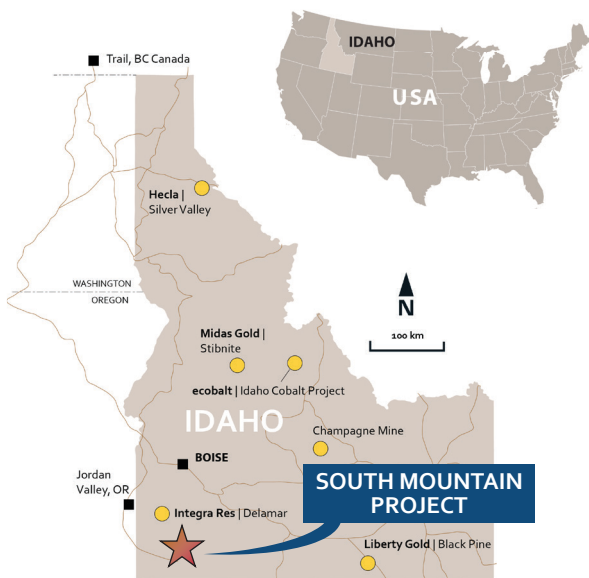 IDAHO
USA
Trail, BC Canada
Hecla |
Silver Valley
WASHINGTON
OREGON
N
100 km
Midas Gold |
Stibnite
ecobalt | Idaho Cobalt Project
IDAHO
Champagne Mine
BOISE
Jordan
Valley, OR
SOUTH MOUNTAIN
PROJECT
Integra Res | Delamar
Liberty Gold | Black Pine